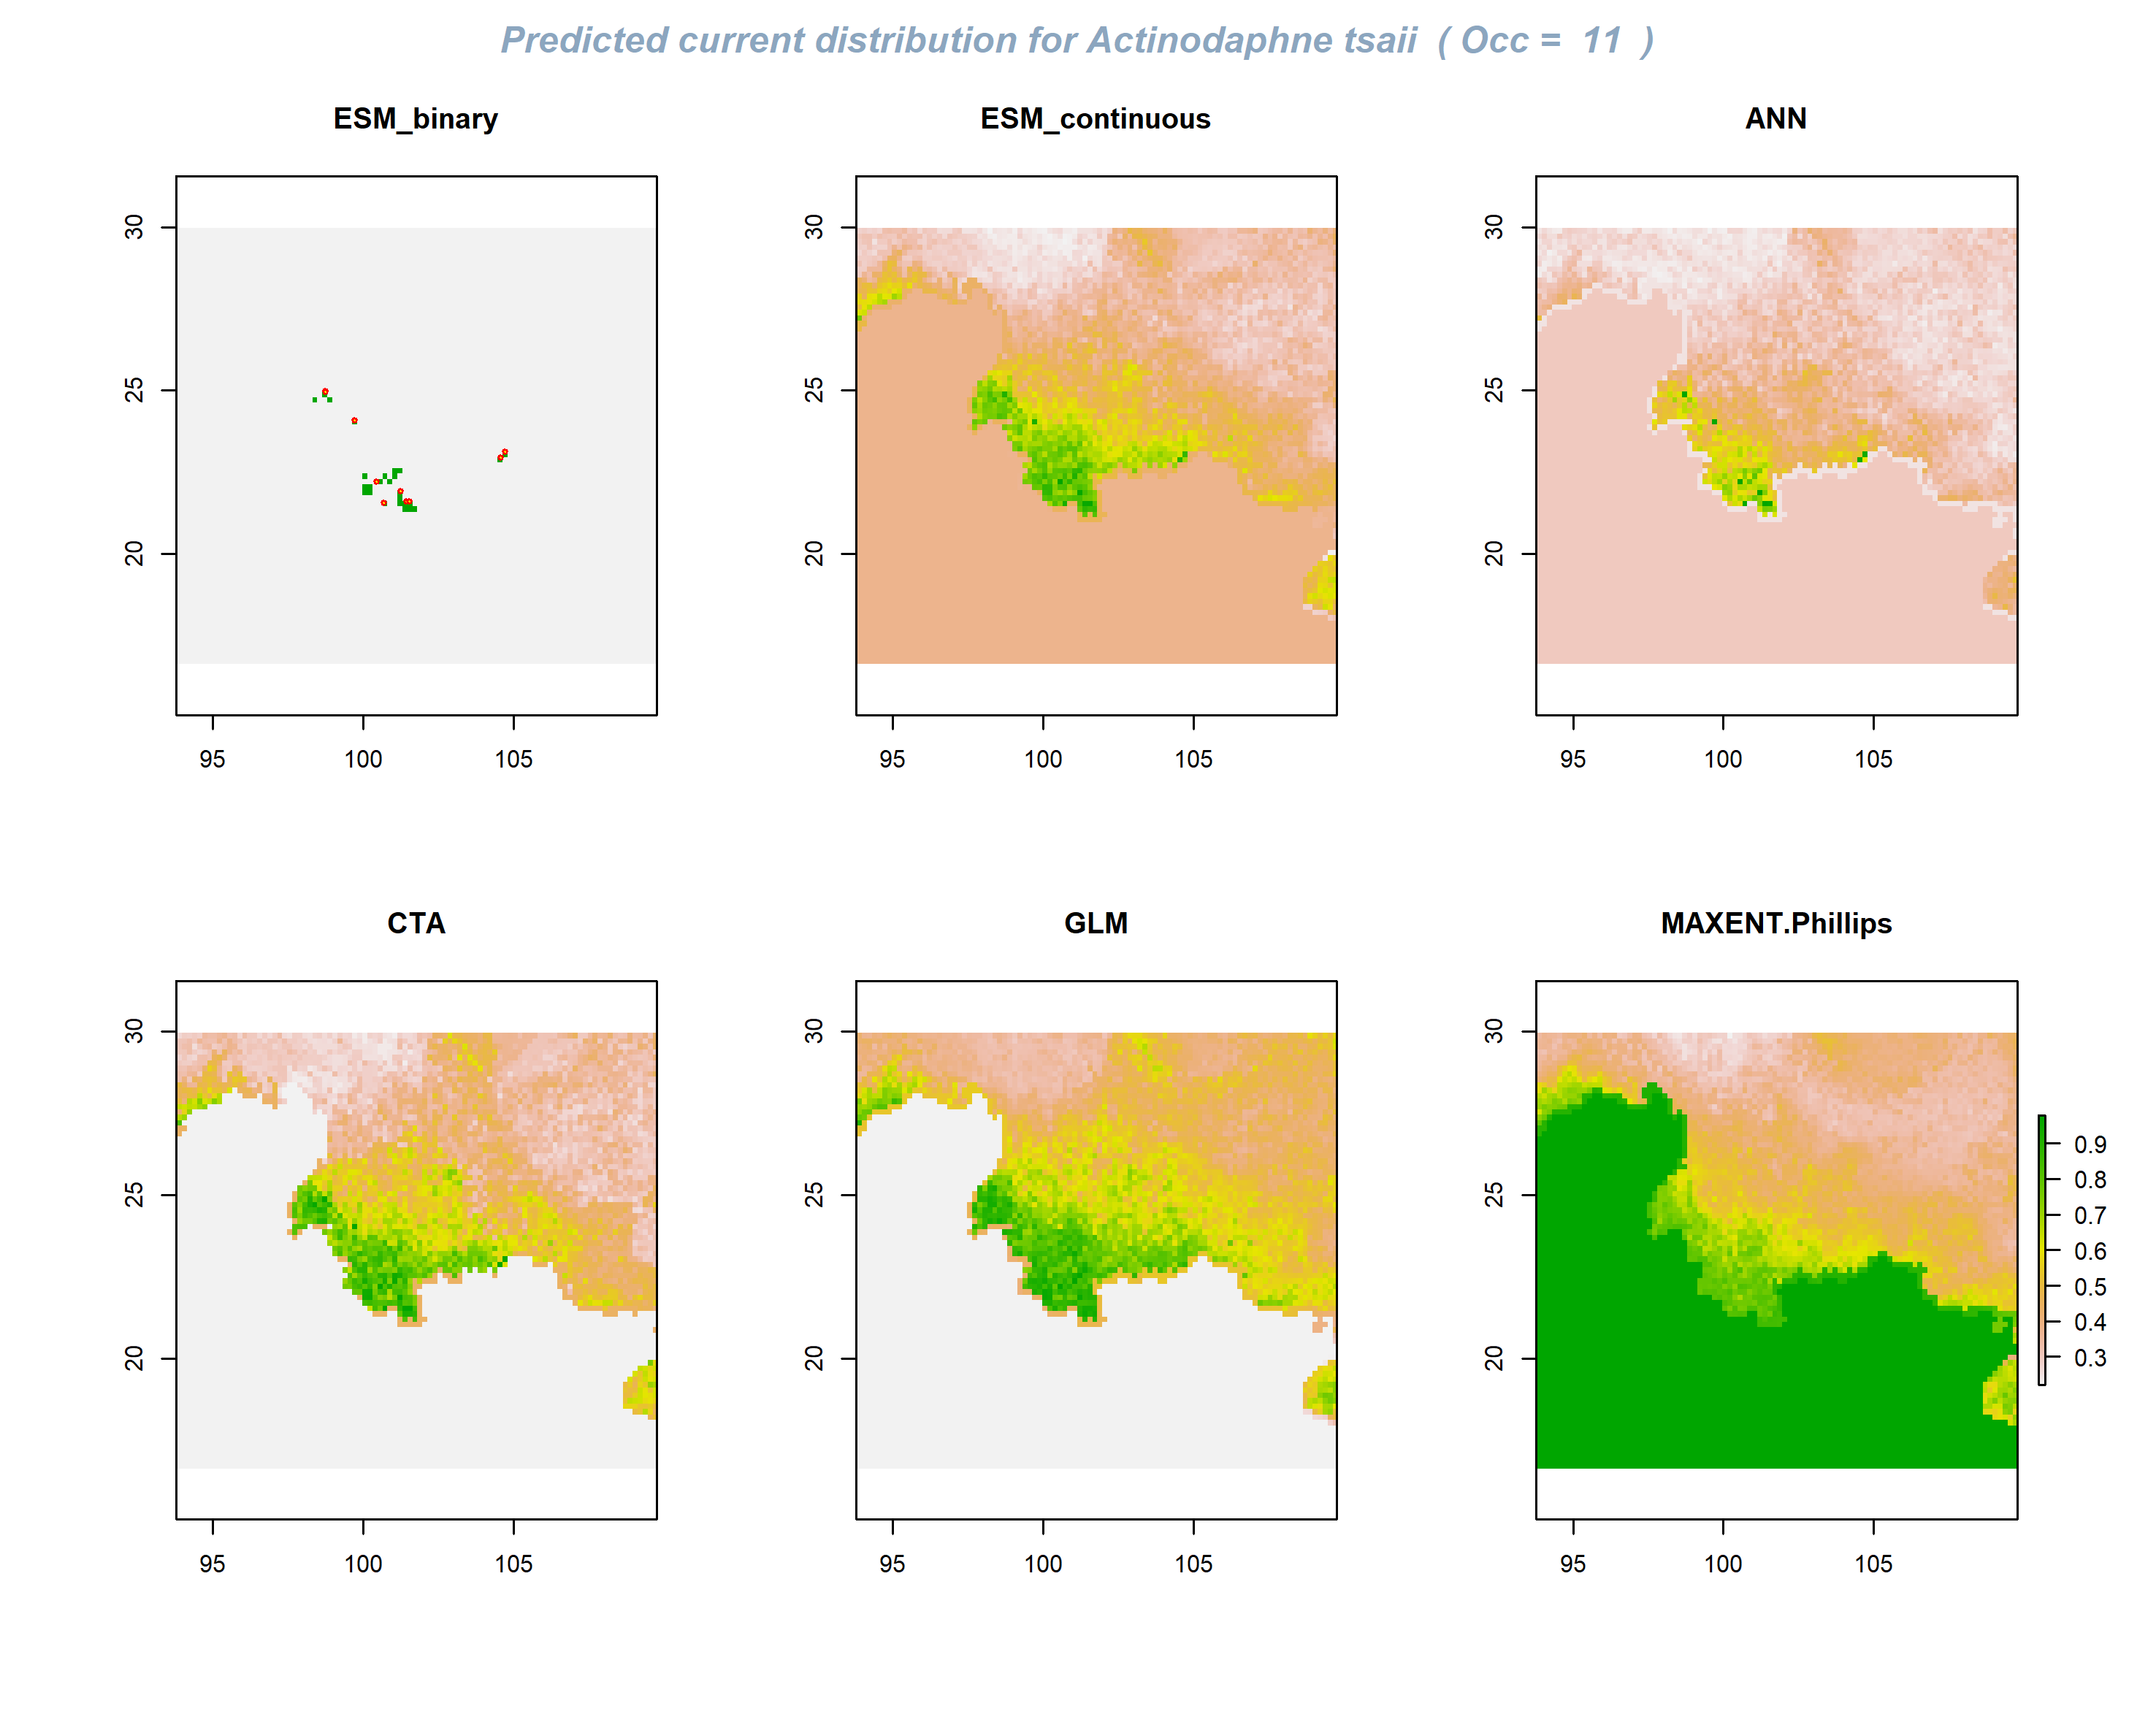 Predicted current distribution for Actinodaphne tsaii ( Occ = 11 )
ESM_binary
ESM_continuous
ANN
30
25
20
95 100 105
30
25
20
95 100 105
30
25
20
95 100 105
CTA
GLM
MAXENT.Phillips
30
25
20
95 100 105
30
25
20
95 100 105
30
25
20
95 100 105
0.9
0.8
0.7
0.6
0.5
0.4
0.3